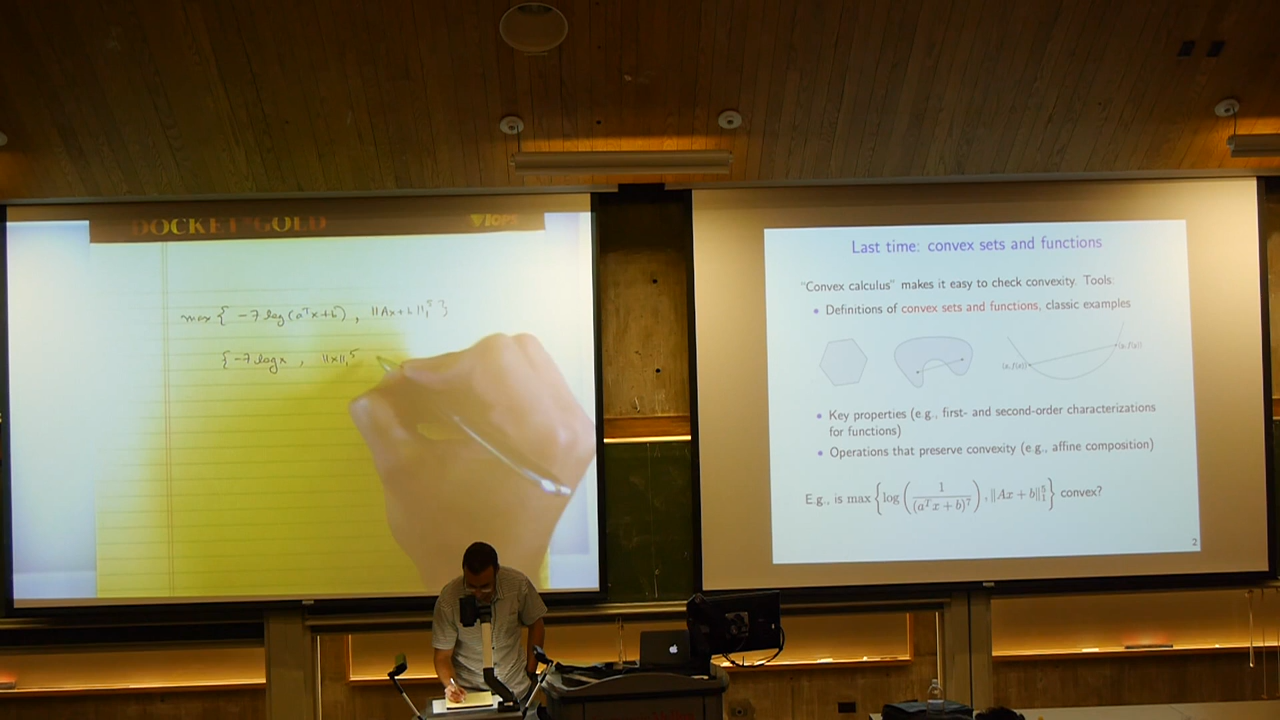 DOCKET GOLD
TOPS
max { -7 log(aᵀx+b) , ||Ax+b||₁⁵ }
{ -7 log x , ||x||₁⁵
Last time: convex sets and functions
"Convex calculus" makes it easy to check convexity. Tools:
• Definitions of convex sets and functions, classic examples
(x, f(x))
• Key properties (e.g., first- and second-order characterizations
for functions)
• Operations that preserve convexity (e.g., affine composition)
E.g., is max { log ( 1 / (aᵀx + b)⁷ ) , ‖Ax + b‖₁⁵ } convex?
2